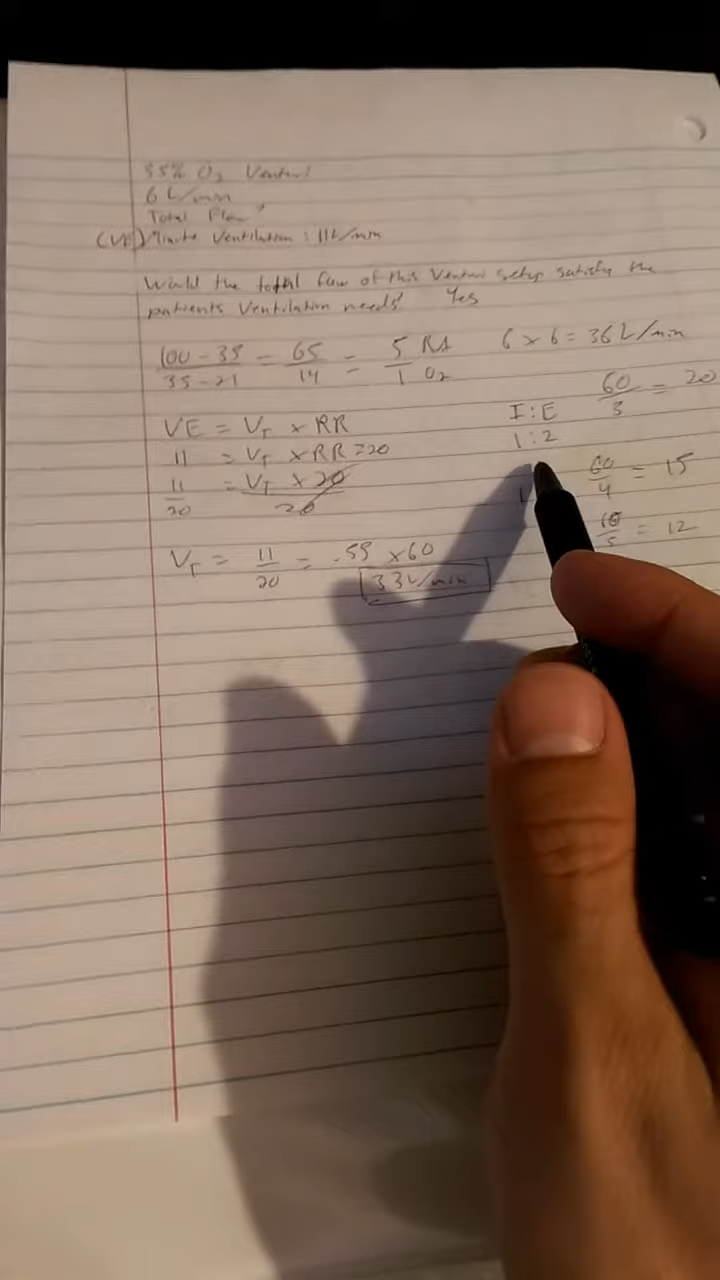 35% O2 Venturi
6 L/min
Total Flow?
(VE) Minute Ventilation : 11L/min
Would the total flow of this Venturi setup satisfy the
patients ventilation needs? Yes
100 - 35 / 35 - 21 = 65 / 14 = 5 RA / 1 O2
6 x 6 = 36 L/min
VE = VT x RR
11 = VT x RR = 20
11 / 20 = VT x 20 / 20
VT = 11 / 20 = .55 x 60
33L/min
I:E
1:2
1
60 / 3 = 20
60 / 4 = 15
60 / 5 = 12